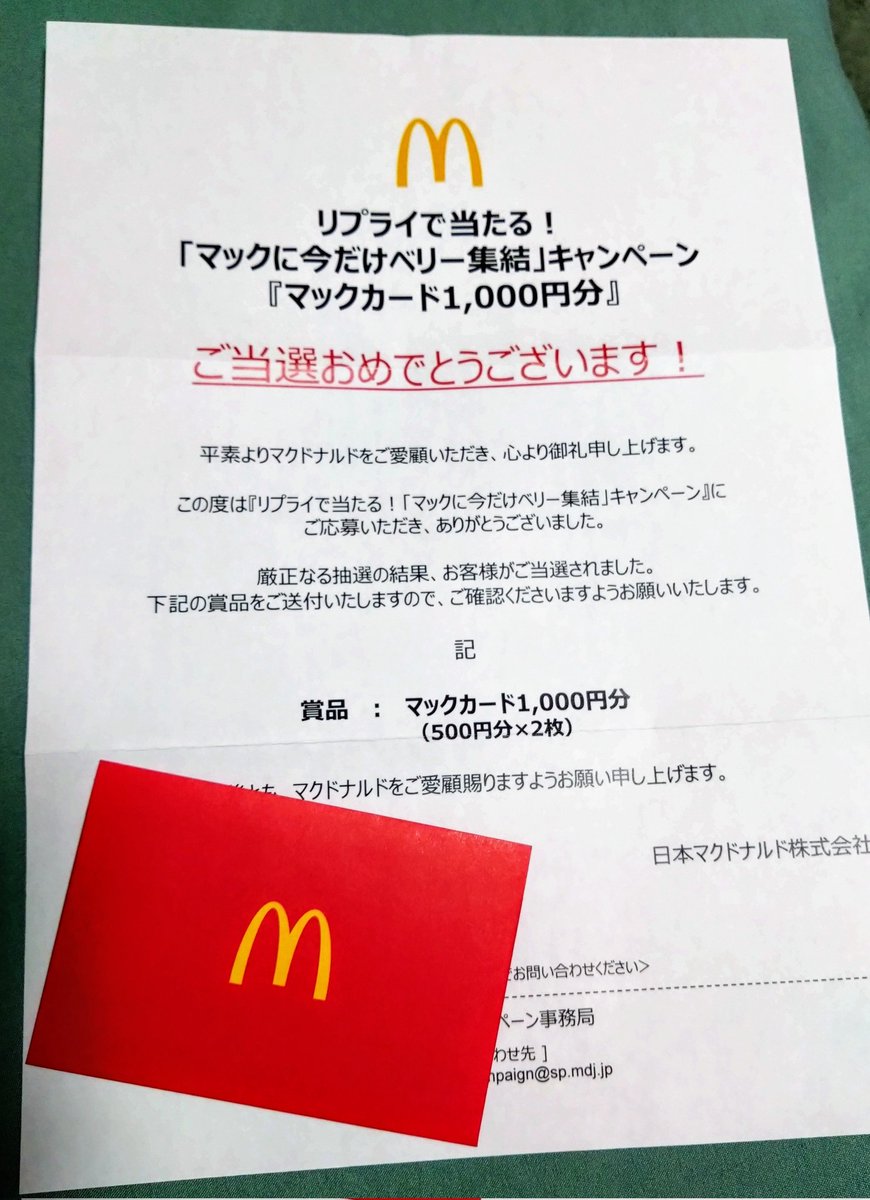 リプライで当たる！
「マックに今だけベリー集結」キャンペーン
『マックカード1,000円分』
ご当選おめでとうございます！
平素よりマクドナルドをご愛顧いただき、心より御礼申し上げます。
この度は『リプライで当たる！「マックに今だけベリー集結」キャンペーン』に
ご応募いただき、ありがとうございました。
厳正なる抽選の結果、お客様がご当選されました。
下記の賞品をご送付いたしますので、ご確認くださいますようお願いいたします。
記
賞品 ： マックカード1,000円分
（500円分×2枚）
とも、マクドナルドをご愛顧賜りますようお願い申し上げます。
日本マクドナルド株式会社
お問い合わせください＞
ペーン事務局
わせ先 ]
npaign@sp.mdj.jp